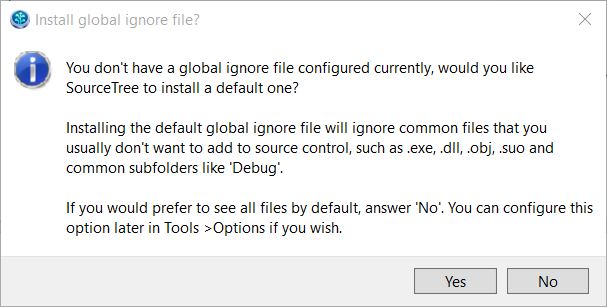 Install global ignore file?
You don't have a global ignore file configured currently, would you like
SourceTree to install a default one?
Installing the default global ignore file will ignore common files that you
usually don't want to add to source control, such as .exe, .dll, .obj, .suo and
common subfolders like 'Debug'.
If you would prefer to see all files by default, answer 'No'. You can configure this
option later in Tools >Options if you wish.
Yes
No